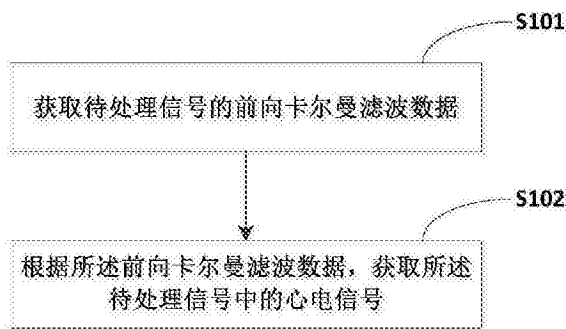 S101
获取待处理信号的前向卡尔曼滤波数据
S102
根据所述前向卡尔曼滤波数据，获取所述
待处理信号中的心电信号